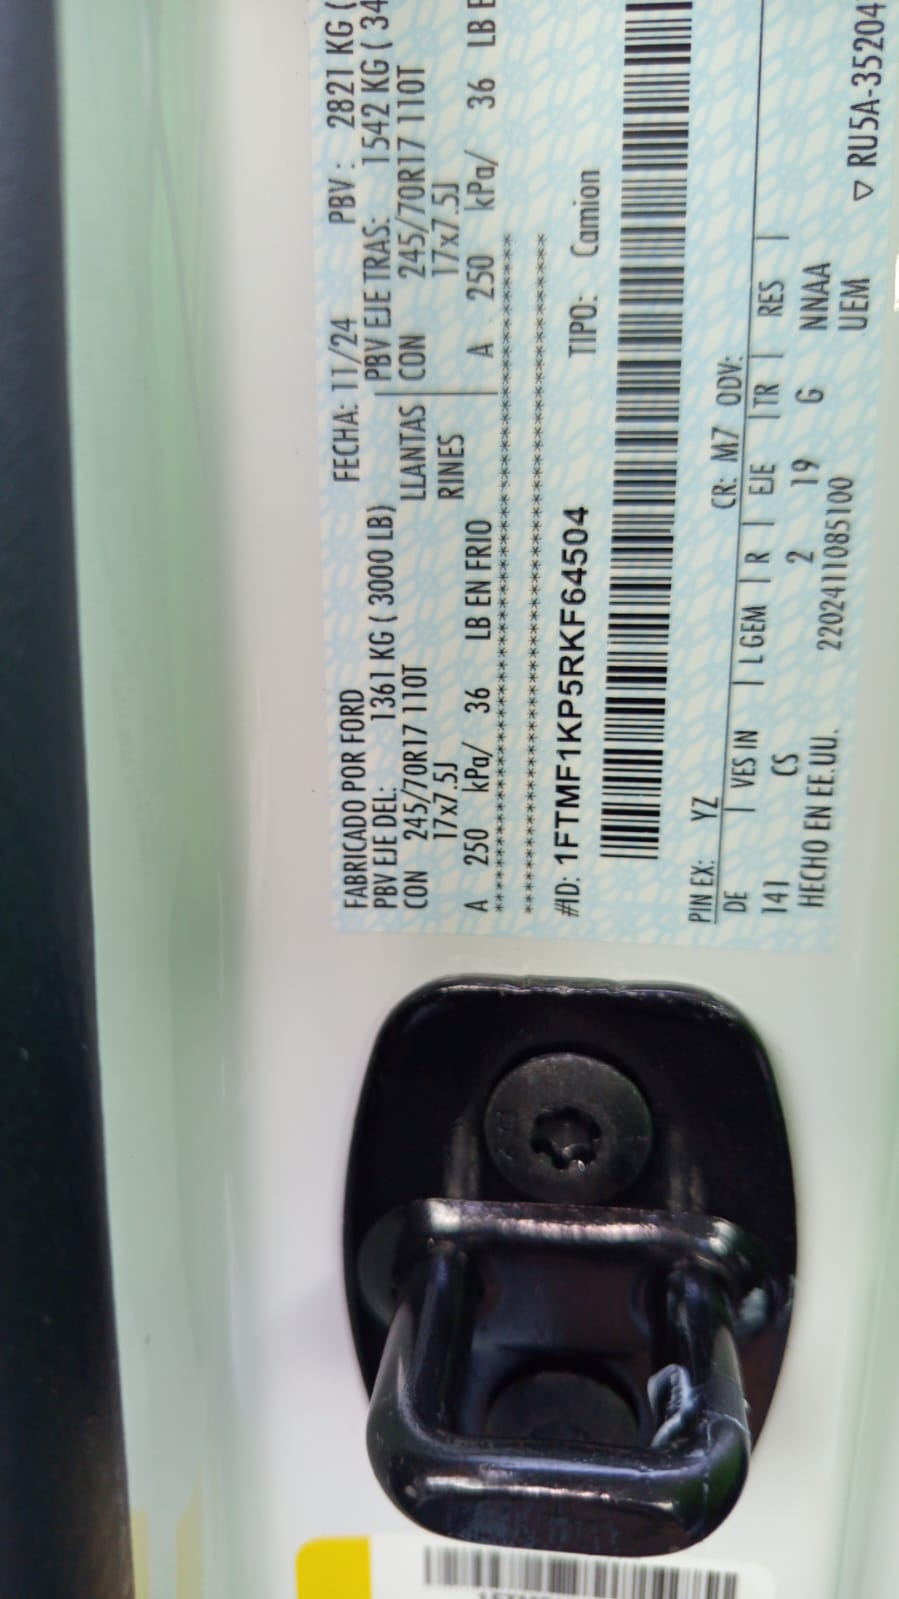 FABRICADO POR FORD FECHA: 11/24 PBV: 2821 KG (
PBV EJE DEL: 1361 KG ( 3000 LB) PBV EJE TRAS: 1542 KG ( 34
CON 245/70R17 110T LLANTAS CON 245/70R17 110T
17x7.5J RINES 17x7.5J
A 250 kPa/ 36 LB EN FRIO A 250 kPa/ 36 LB E
#ID: 1FTMF1KP5RKF64504 TIPO: Camion
PIN EX: YZ CR: M7 ODV:
DE | VES IN | L GEM | R | EJE | TR | RES |
141 CS 2 19 G NNAA
HECHO EN EE.UU. 2202411085100 UEM
▽ RU5A-35204